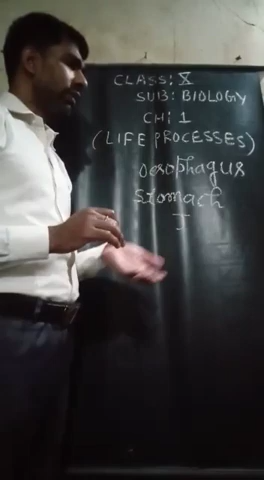 CLASS: X
SUB: BIOLOGY
CH: 1
(LIFE PROCESSES)
Oesophagus
Stomach
I